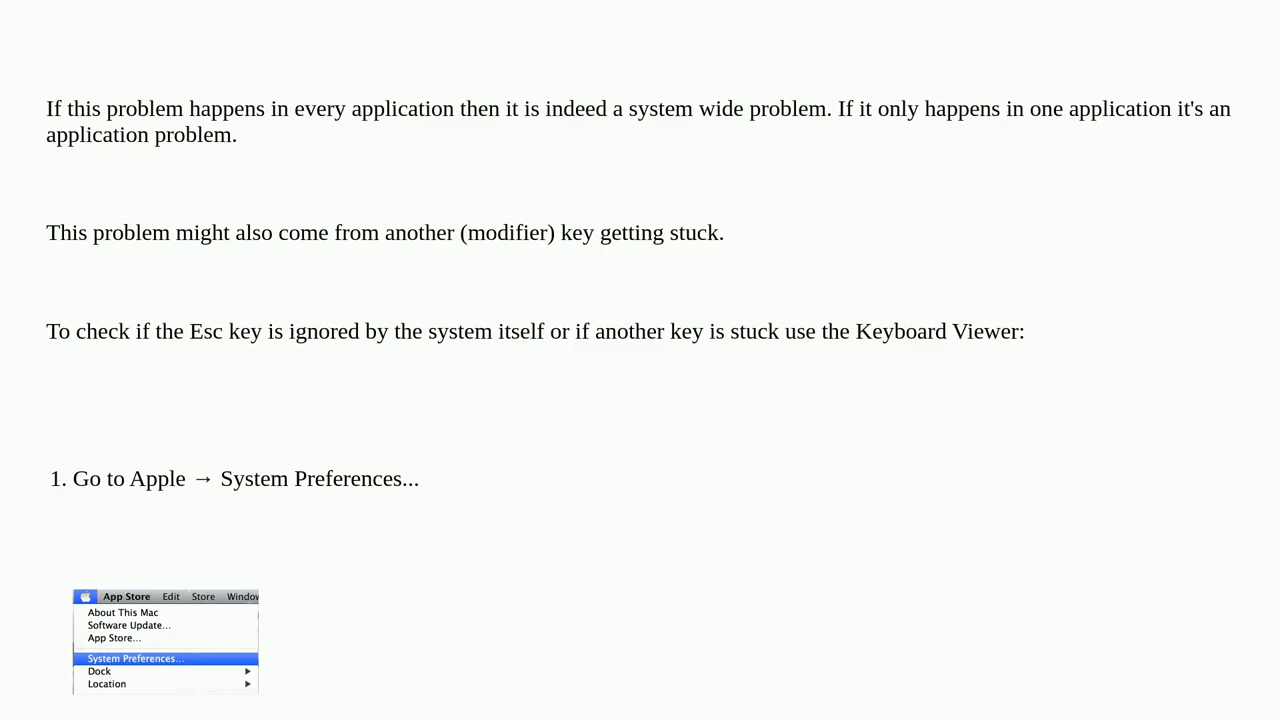 If this problem happens in every application then it is indeed a system wide problem. If it only happens in one application it's an
application problem.
This problem might also come from another (modifier) key getting stuck.
To check if the Esc key is ignored by the system itself or if another key is stuck use the Keyboard Viewer:
1. Go to Apple → System Preferences...
App Store Edit Store Window
About This Mac
Software Update...
App Store...
System Preferences...
Dock
Location